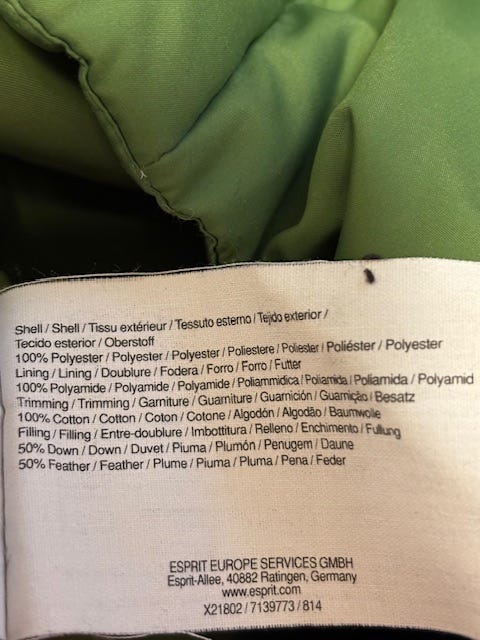 Shell / Shell / Tissu extérieur / Tessuto esterno / Tejido exterior /
Tecido esterior / Oberstoff
100% Polyester / Polyester / Polyester / Poliestere / Poliester / Poliéster / Polyester
Lining / Lining / Doublure / Fodera / Forro / Forro / Futter
100% Polyamide / Polyamide / Polyamide / Poliammidica / Poliamida / Poliamida / Polyamid
Trimming / Trimming / Garniture / Guarniture / Guarnición / Guarnição / Besatz
100% Cotton / Cotton / Coton / Cotone / Algodón / Algodão / Baumwolle
Filling / Filling / Entre-doublure / Imbottitura / Relleno / Enchimento / Füllung
50% Down / Down / Duvet / Piuma / Plumón / Penugem / Daune
50% Feather / Feather / Plume / Piuma / Pluma / Pena / Feder
ESPRIT EUROPE SERVICES GMBH
Esprit-Allee, 40882 Ratingen, Germany
www.esprit.com
X21802 / 7139773 / 814